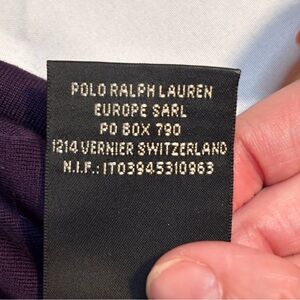 POLO RALPH LAUREN
EUROPE SARL
PO BOX 790
1214 VERNIER SWITZERLAND
N.I.F.: IT03945310963